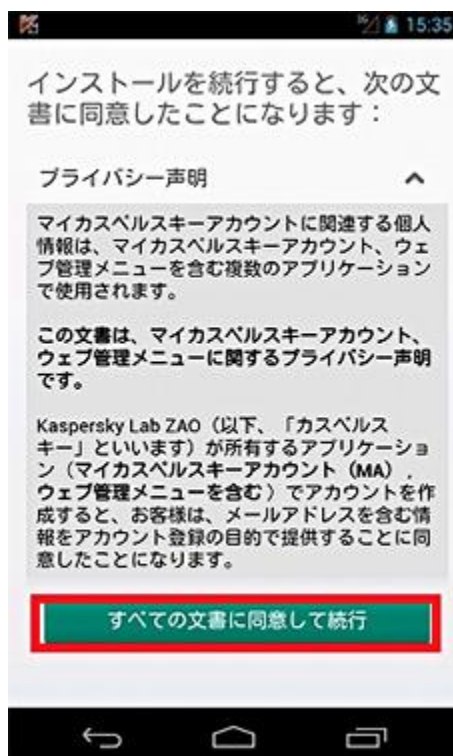 15:35
インストールを続行すると、次の文
書に同意したことになります：
プライバシー声明
マイカスペルスキーアカウントに関連する個人
情報は、マイカスペルスキーアカウント、ウェ
ブ管理メニューを含む複数のアプリケーション
で使用されます。
この文書は、マイカスペルスキーアカウント、
ウェブ管理メニューに関するプライバシー声明
です。
Kaspersky Lab ZAO（以下、「カスペルス
キー」といいます）が所有するアプリケーショ
ン（マイカスペルスキーアカウント（MA）,
ウェブ管理メニューを含む）でアカウントを作
成すると、お客様は、メールアドレスを含む情
報をアカウント登録の目的で提供することに同
意したことになります。
すべての文書に同意して続行